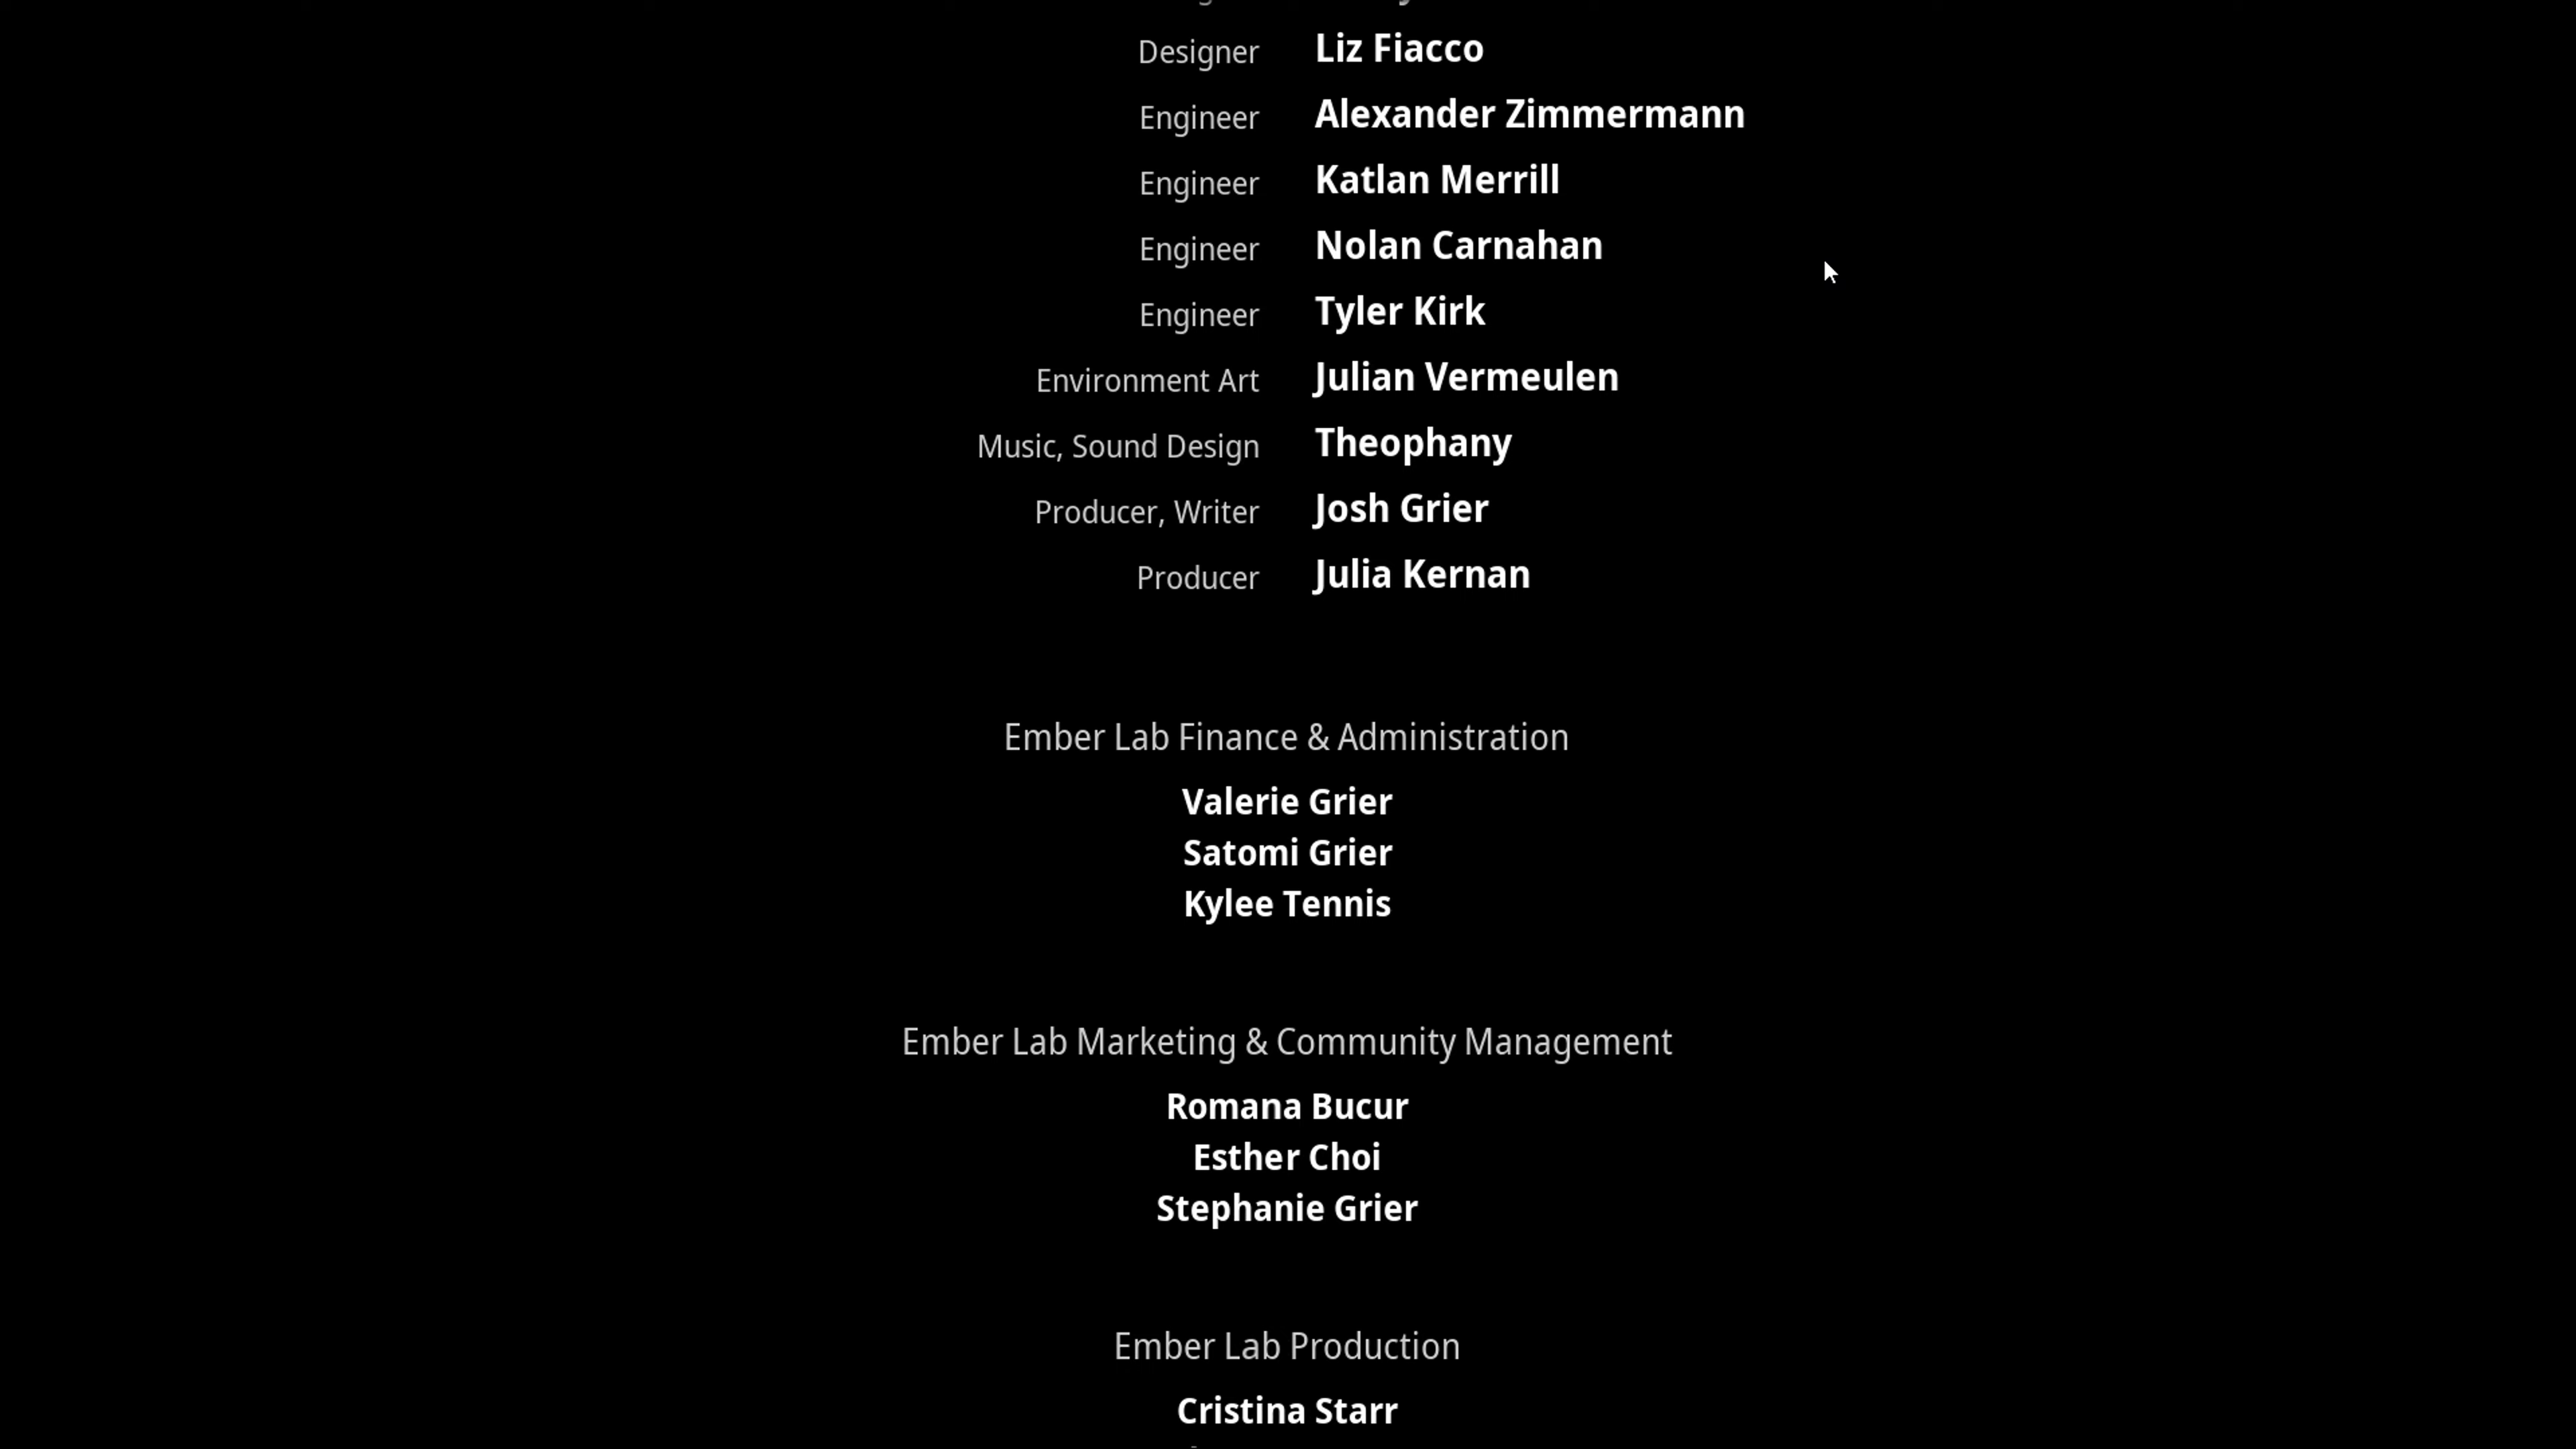 Designer Liz Fiacco
Engineer Alexander Zimmermann
Engineer Katlan Merrill
Engineer Nolan Carnahan
Engineer Tyler Kirk
Environment Art Julian Vermeulen
Music, Sound Design Theophany
Producer, Writer Josh Grier
Producer Julia Kernan
Ember Lab Finance & Administration
Valerie Grier
Satomi Grier
Kylee Tennis
Ember Lab Marketing & Community Management
Romana Bucur
Esther Choi
Stephanie Grier
Ember Lab Production
Cristina Starr